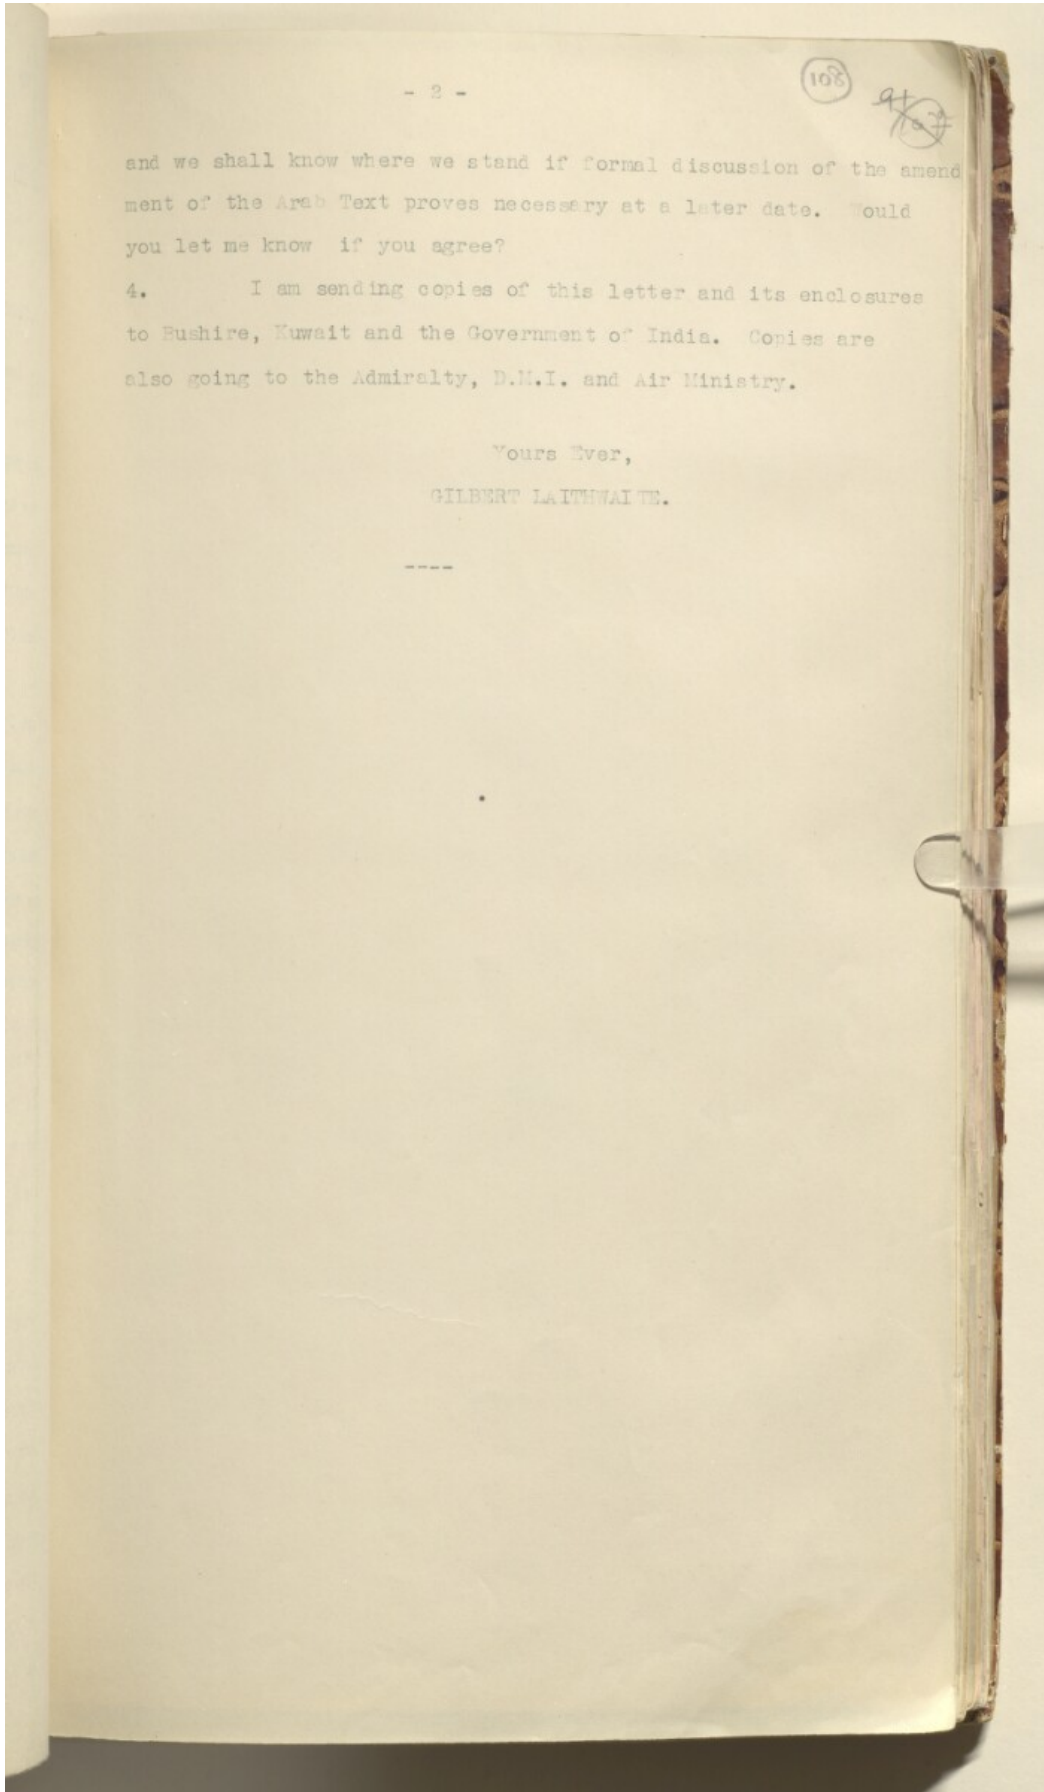 - 2 -
108
and we shall know where we stand if formal discussion of the amend
ment of the Arab Text proves necessary at a later date. Would
you let me know if you agree?
4. I am sending copies of this letter and its enclosures
to Bushire, Kuwait and the Government of India. Copies are
also going to the Admiralty, D.M.I. and Air Ministry.
Yours Ever,
GILBERT LAITHWAITE.
----